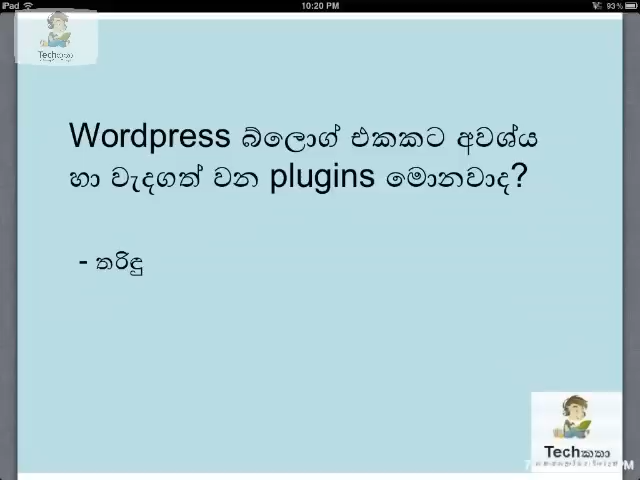 iPad
10:20 PM
93%
Techකතා
Wordpress බ්ලොග් එකකට අවශ්‍ය
හා වැදගත් වන plugins මොනවාද?
- තරිඳු
Techකතා